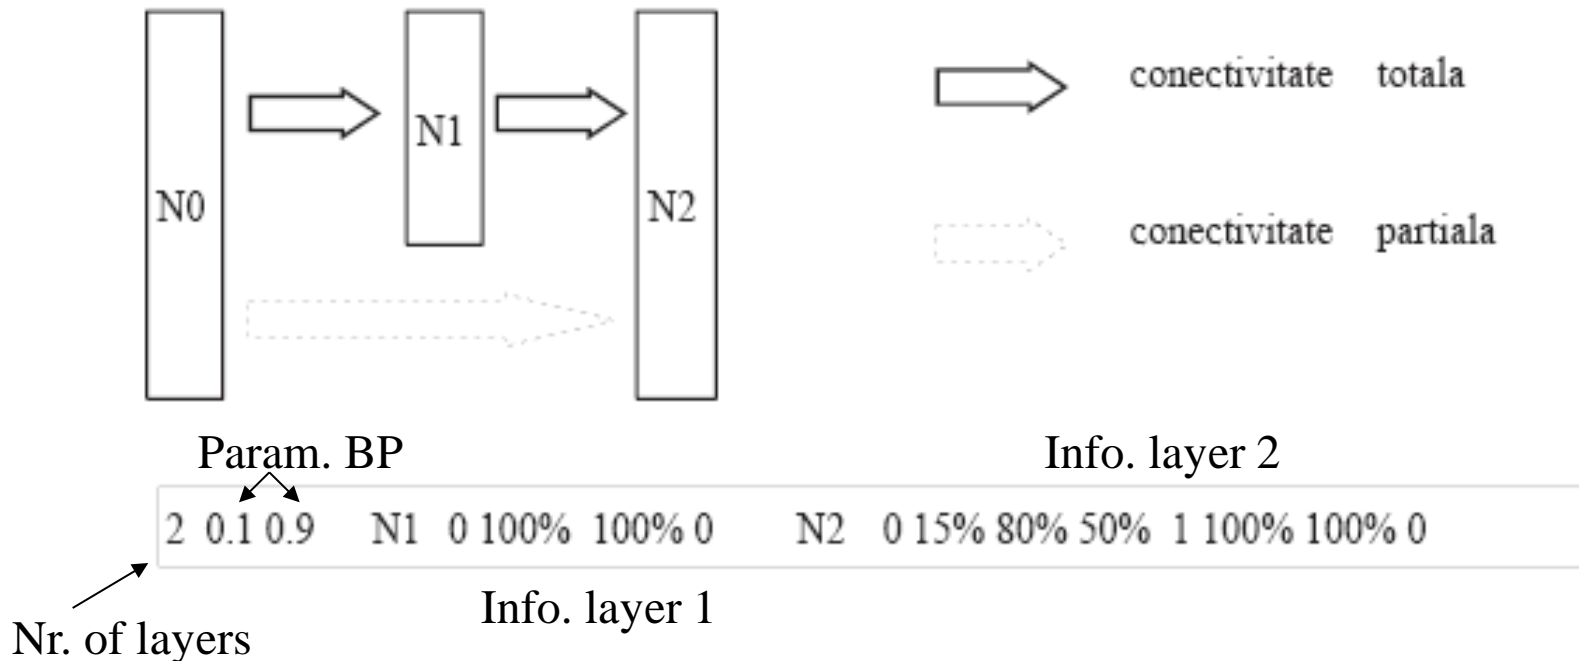 conectivitate totala
N1
N0
N2
conectivitate partiala
Param. BP
Info. layer 2
2 0.1 0.9 N1 0 100% 100% 0 N2 0 15% 80% 50% 1 100% 100% 0
Info. layer 1
Nr. of layers